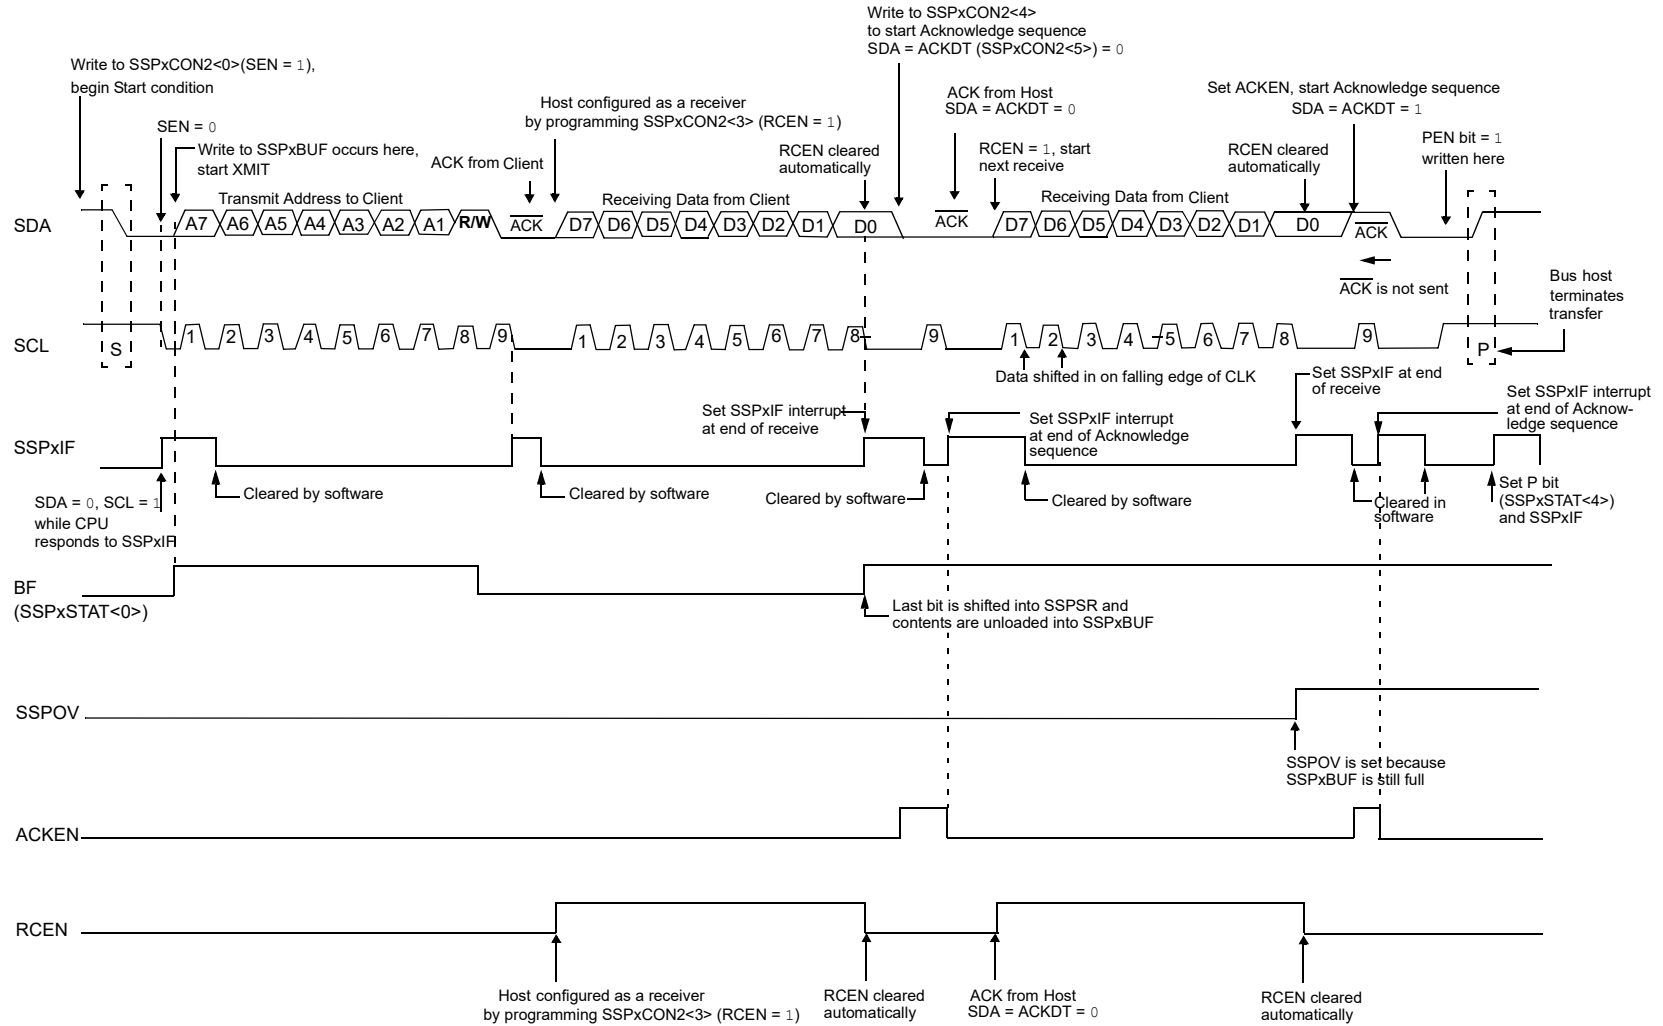 Write to SSPxCON2<4>
to start Acknowledge sequence
SDA = ACKDT (SSPxCON2<5>) = 0
Write to SSPxCON2<0>(SEN = 1),
begin Start condition
SEN = 0
Write to SSPxBUF occurs here,
start XMIT
ACK from Client
Host configured as a receiver
by programming SSPxCON2<3> (RCEN = 1)
RCEN cleared
automatically
ACK from Host
SDA = ACKDT = 0
RCEN = 1, start
next receive
Set ACKEN, start Acknowledge sequence
SDA = ACKDT = 1
RCEN cleared
automatically
PEN bit = 1
written here
Transmit Address to Client
Receiving Data from Client
Receiving Data from Client
SDA
A7 A6 A5 A4 A3 A2 A1 R/W ACK D7 D6 D5 D4 D3 D2 D1 D0 ACK D7 D6 D5 D4 D3 D2 D1 D0 ACK
ACK is not sent
Bus host
terminates
transfer
SCL
S 1 2 3 4 5 6 7 8 9 1 2 3 4 5 6 7 8 9 1 2 3 4 5 6 7 8 9 P
Data shifted in on falling edge of CLK
Set SSPxIF at end
of receive
Set SSPxIF interrupt
at end of receive
Set SSPxIF interrupt
at end of Acknowledge
sequence
Set SSPxIF interrupt
at end of Acknow-
ledge sequence
SSPxIF
SDA = 0, SCL = 1
while CPU
responds to SSPxIF
Cleared by software
Cleared by software
Cleared by software
Cleared by software
Cleared in
software
Set P bit
(SSPxSTAT<4>)
and SSPxIF
BF
(SSPxSTAT<0>)
Last bit is shifted into SSPSR and
contents are unloaded into SSPxBUF
SSPOV
SSPOV is set because
SSPxBUF is still full
ACKEN
RCEN
Host configured as a receiver
by programming SSPxCON2<3> (RCEN = 1)
RCEN cleared
automatically
ACK from Host
SDA = ACKDT = 0
RCEN cleared
automatically